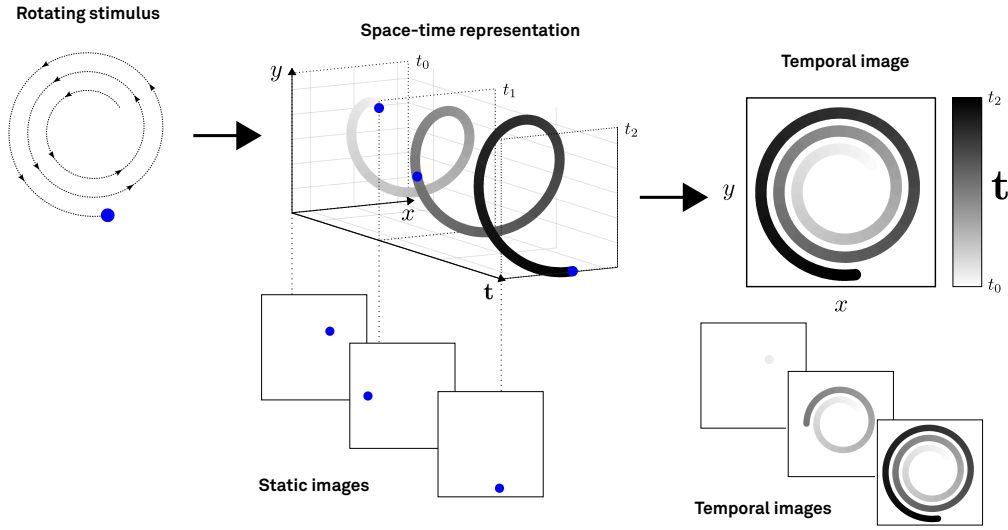 Rotating stimulus
Space-time representation
Temporal image
y
t0
t1
t2
x
t
y
x
t2
t
t0
Static images
Temporal images